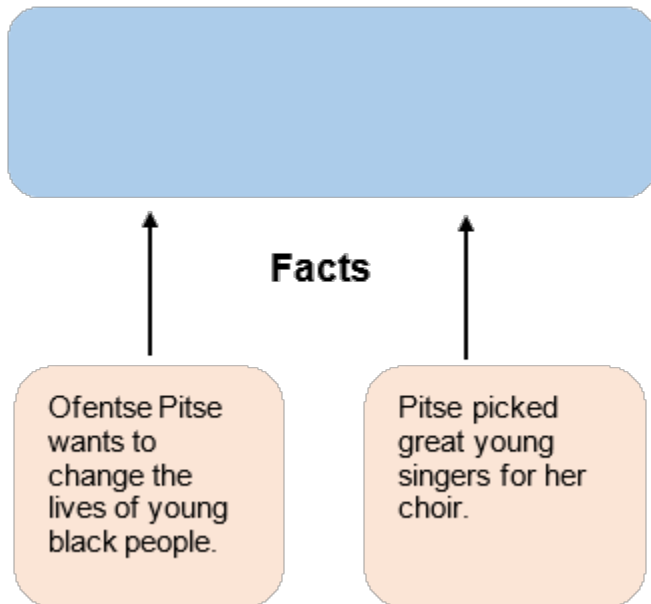 Facts
Ofentse Pitse
wants to
change the
lives of young
black people.
Pitse picked
great young
singers for her
choir.